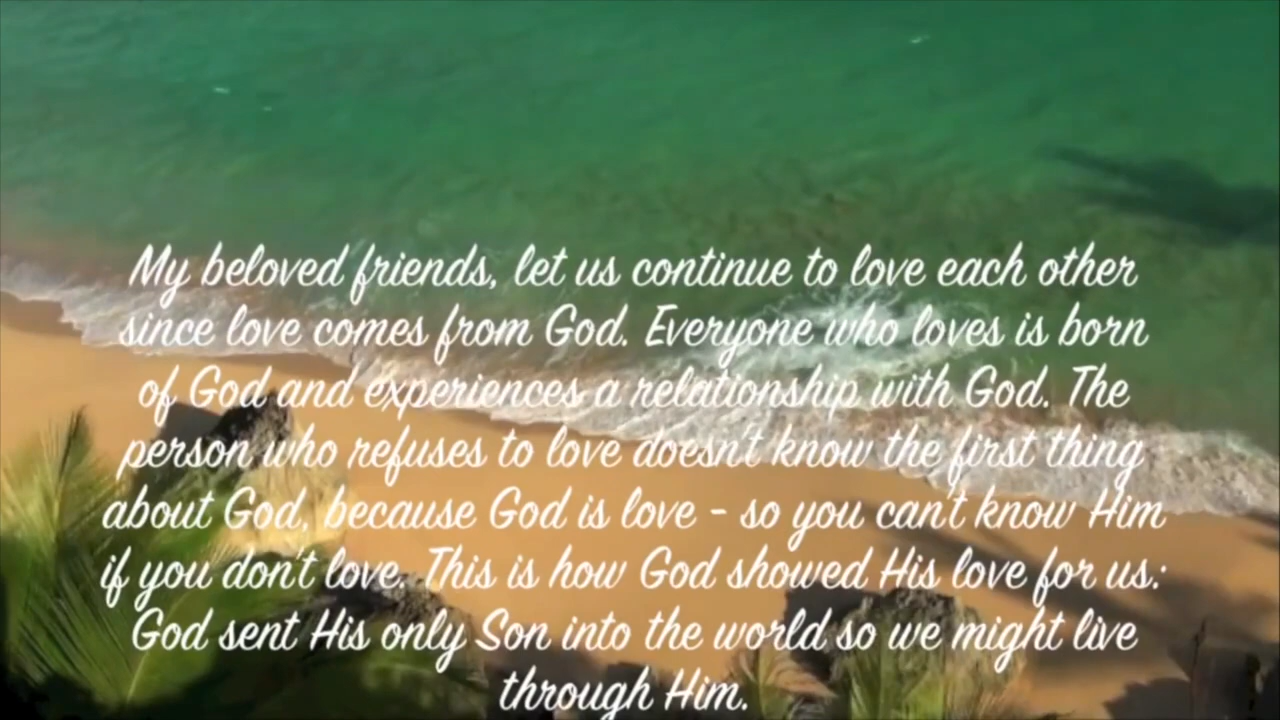 My beloved friends, let us continue to love each other
since love comes from God. Everyone who loves is born
of God and experiences a relationship with God. The
person who refuses to love doesn't know the first thing
about God, because God is love - so you can't know Him
if you don't love. This is how God showed His love for us:
God sent His only Son into the world so we might live
through Him.